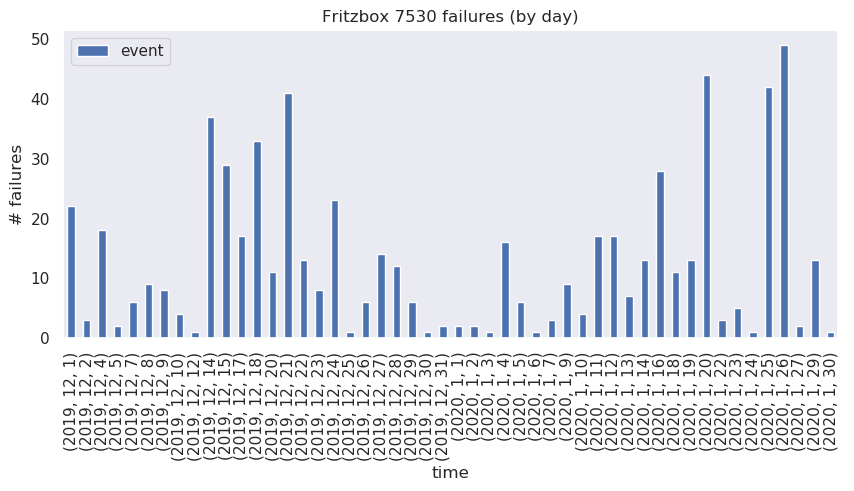 Fritzbox 7530 failures (by day)
event
# failures
50
40
30
20
10
0
(2019, 12, 1)
(2019, 12, 2)
(2019, 12, 4)
(2019, 12, 5)
(2019, 12, 7)
(2019, 12, 8)
(2019, 12, 9)
(2019, 12, 10)
(2019, 12, 12)
(2019, 12, 14)
(2019, 12, 15)
(2019, 12, 17)
(2019, 12, 18)
(2019, 12, 20)
(2019, 12, 21)
(2019, 12, 22)
(2019, 12, 23)
(2019, 12, 24)
(2019, 12, 25)
(2019, 12, 26)
(2019, 12, 27)
(2019, 12, 28)
(2019, 12, 29)
(2019, 12, 30)
(2019, 12, 31)
(2020, 1, 1)
(2020, 1, 2)
(2020, 1, 3)
(2020, 1, 4)
(2020, 1, 5)
(2020, 1, 6)
(2020, 1, 7)
(2020, 1, 9)
(2020, 1, 10)
(2020, 1, 11)
(2020, 1, 12)
(2020, 1, 13)
(2020, 1, 14)
(2020, 1, 16)
(2020, 1, 18)
(2020, 1, 19)
(2020, 1, 20)
(2020, 1, 22)
(2020, 1, 23)
(2020, 1, 24)
(2020, 1, 25)
(2020, 1, 26)
(2020, 1, 27)
(2020, 1, 29)
(2020, 1, 30)
time